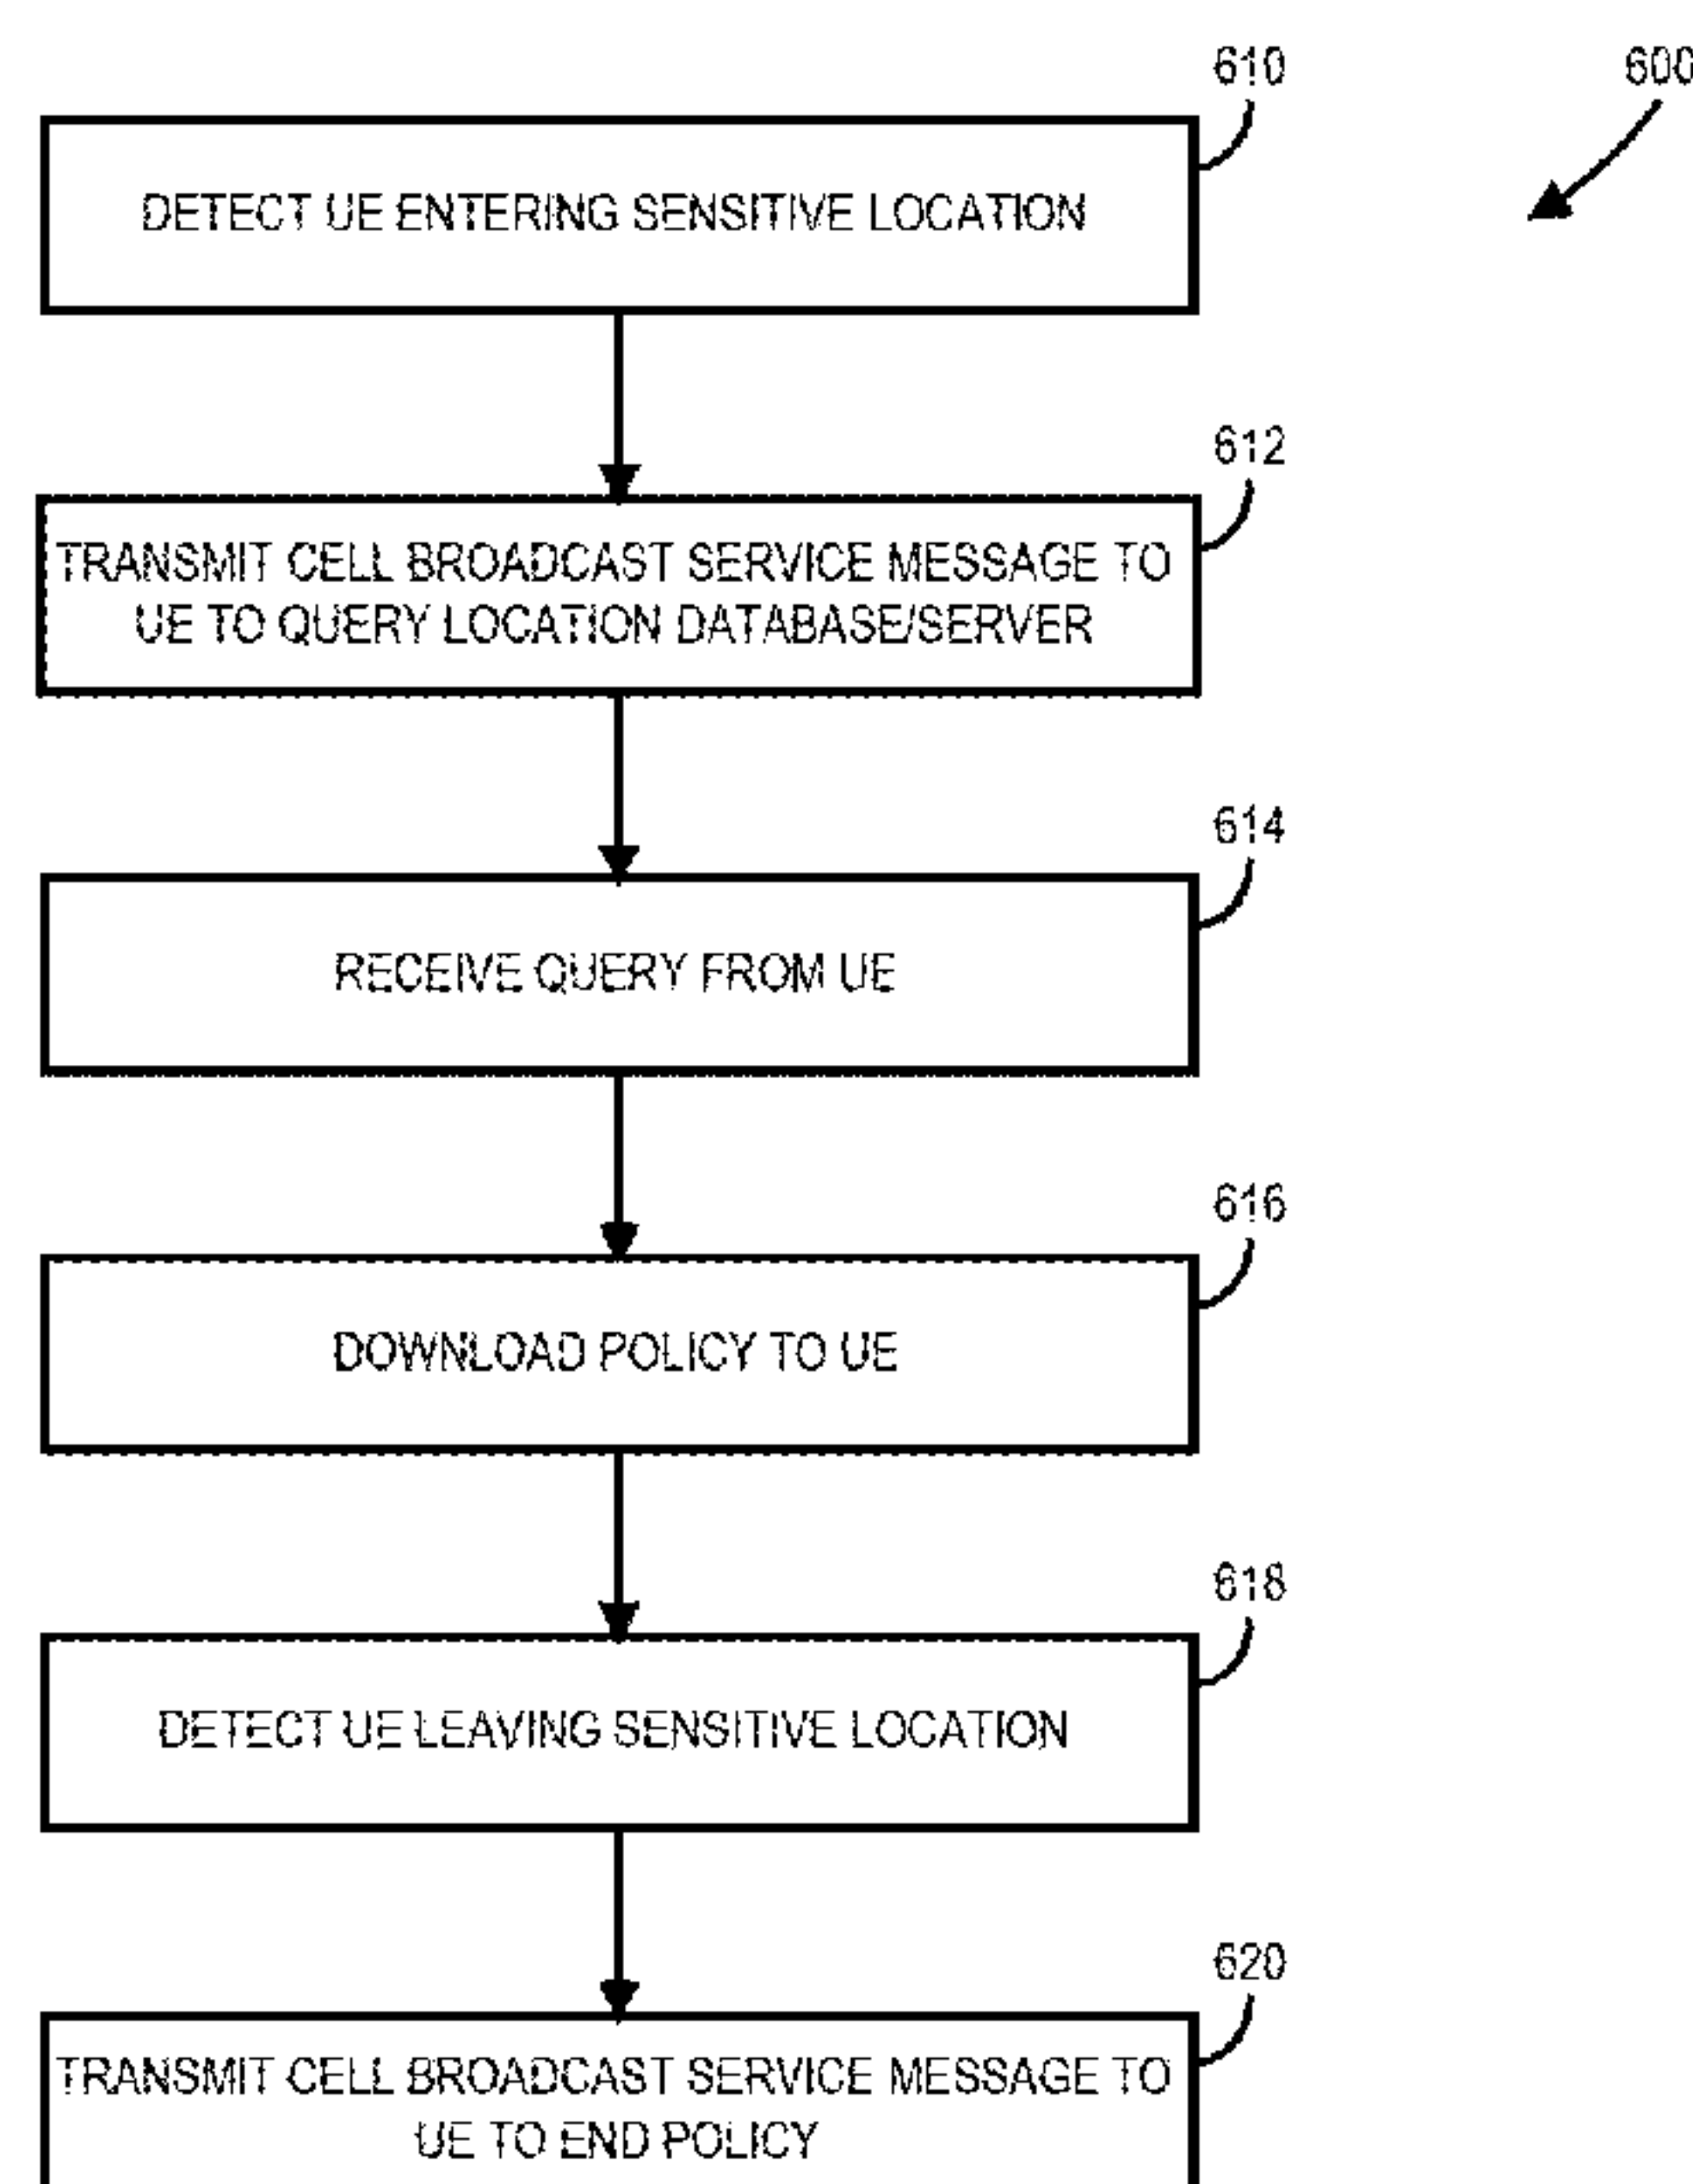 610
600
DETECT UE ENTERING SENSITIVE LOCATION
612
TRANSMIT CELL BROADCAST SERVICE MESSAGE TO
UE TO QUERY LOCATION DATABASE/SERVER
614
RECEIVE QUERY FROM UE
616
DOWNLOAD POLICY TO UE
618
DETECT UE LEAVING SENSITIVE LOCATION
620
TRANSMIT CELL BROADCAST SERVICE MESSAGE TO
UE TO END POLICY